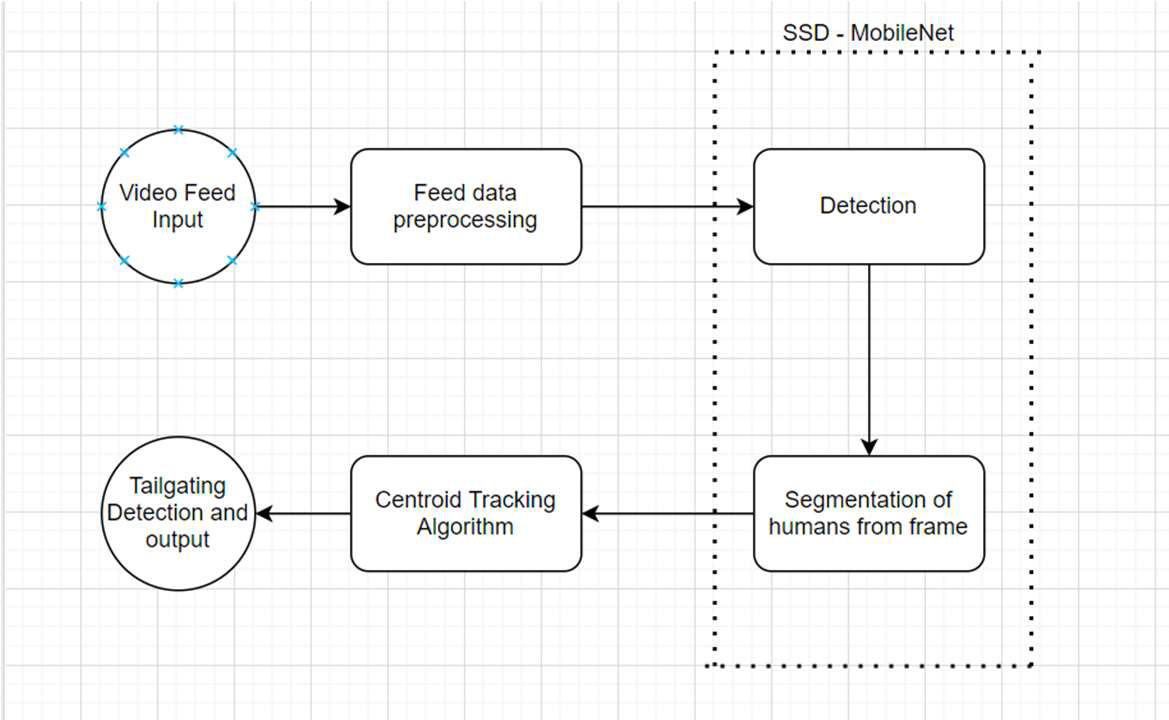 SSD - MobileNet
Video Feed
Input
Feed data
preprocessing
Detection
Tailgating
Detection and
output
Centroid Tracking
Algorithm
Segmentation of
humans from frame